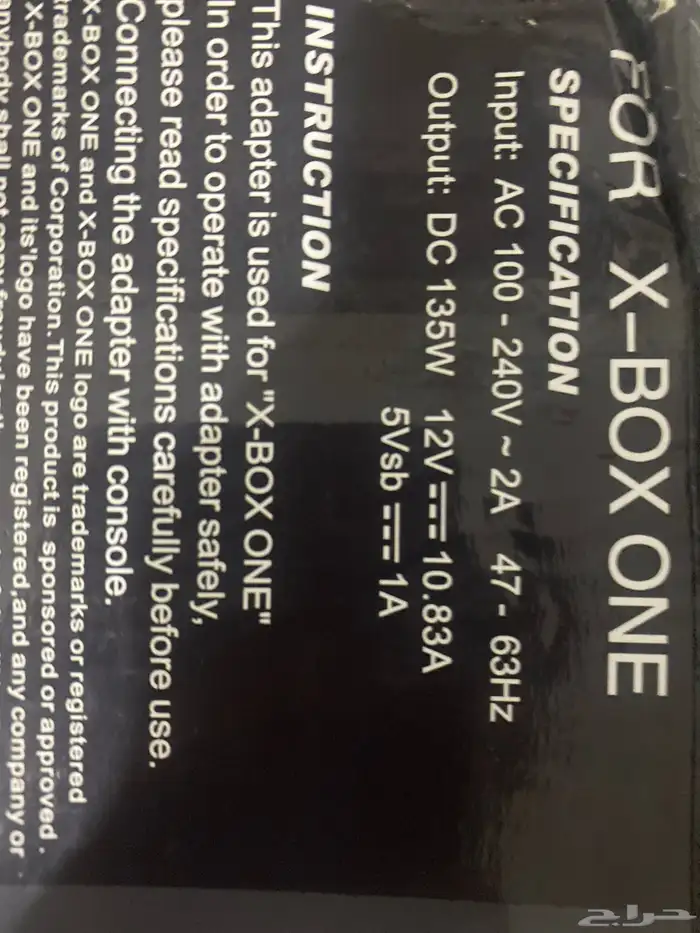 FOR X-BOX ONE
SPECIFICATION
Input: AC 100 - 240V ~ 2A 47 - 63Hz
Output: DC 135W 12V ⎓ 10.83A
5Vsb ⎓ 1A
INSTRUCTION
This adapter is used for "X-BOX ONE"
In order to operate with adapter safely,
please read specifications carefully before use.
Connecting the adapter with console.
X-BOX ONE and X-BOX ONE logo are trademarks or registered
trademarks of Corporation. This product is sponsored or approved .
X-BOX ONE and its'logo have been registered,and any company or
anybody shall not copy
حراج